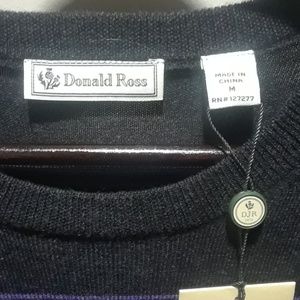 Donald Ross
MADE IN
CHINA
M
RN# 127277
DJR